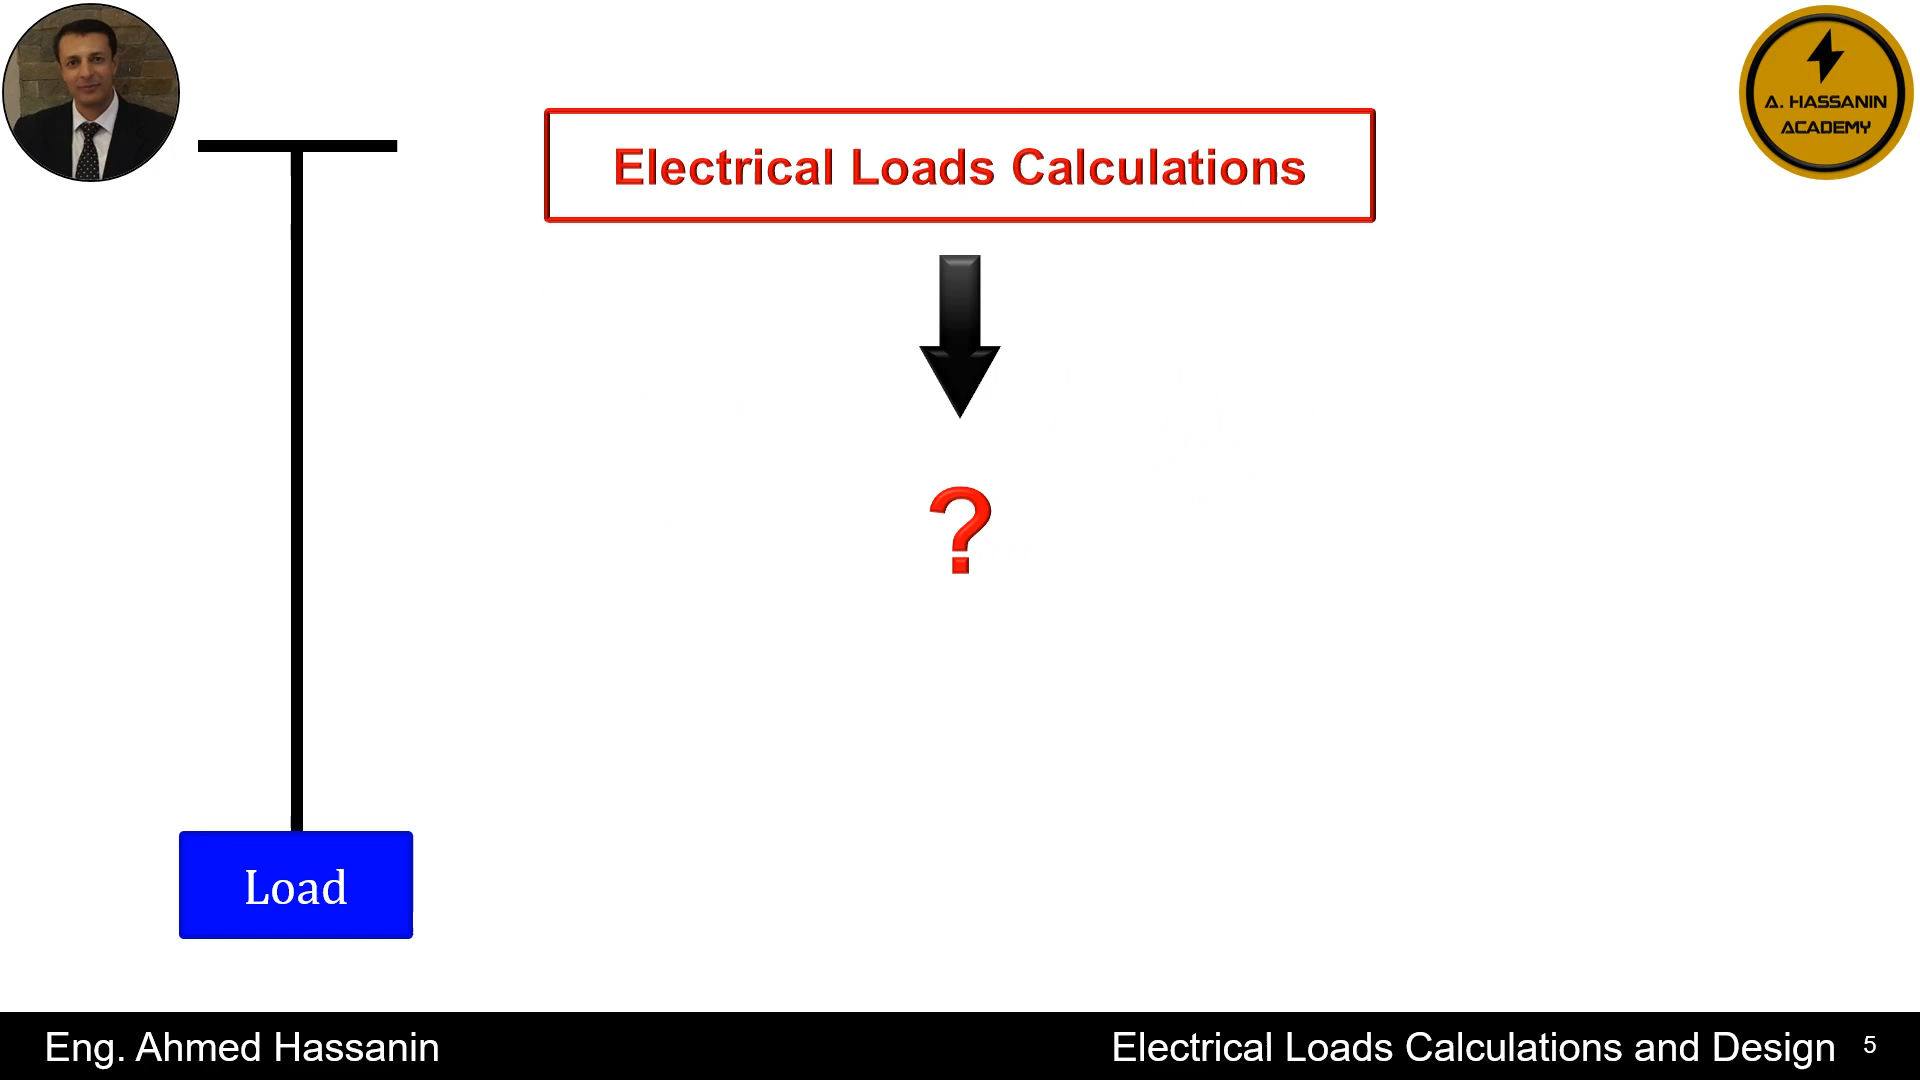 A. HASSANIN
ACADEMY
Electrical Loads Calculations
?
Load
Eng. Ahmed Hassanin
Electrical Loads Calculations and Design 5